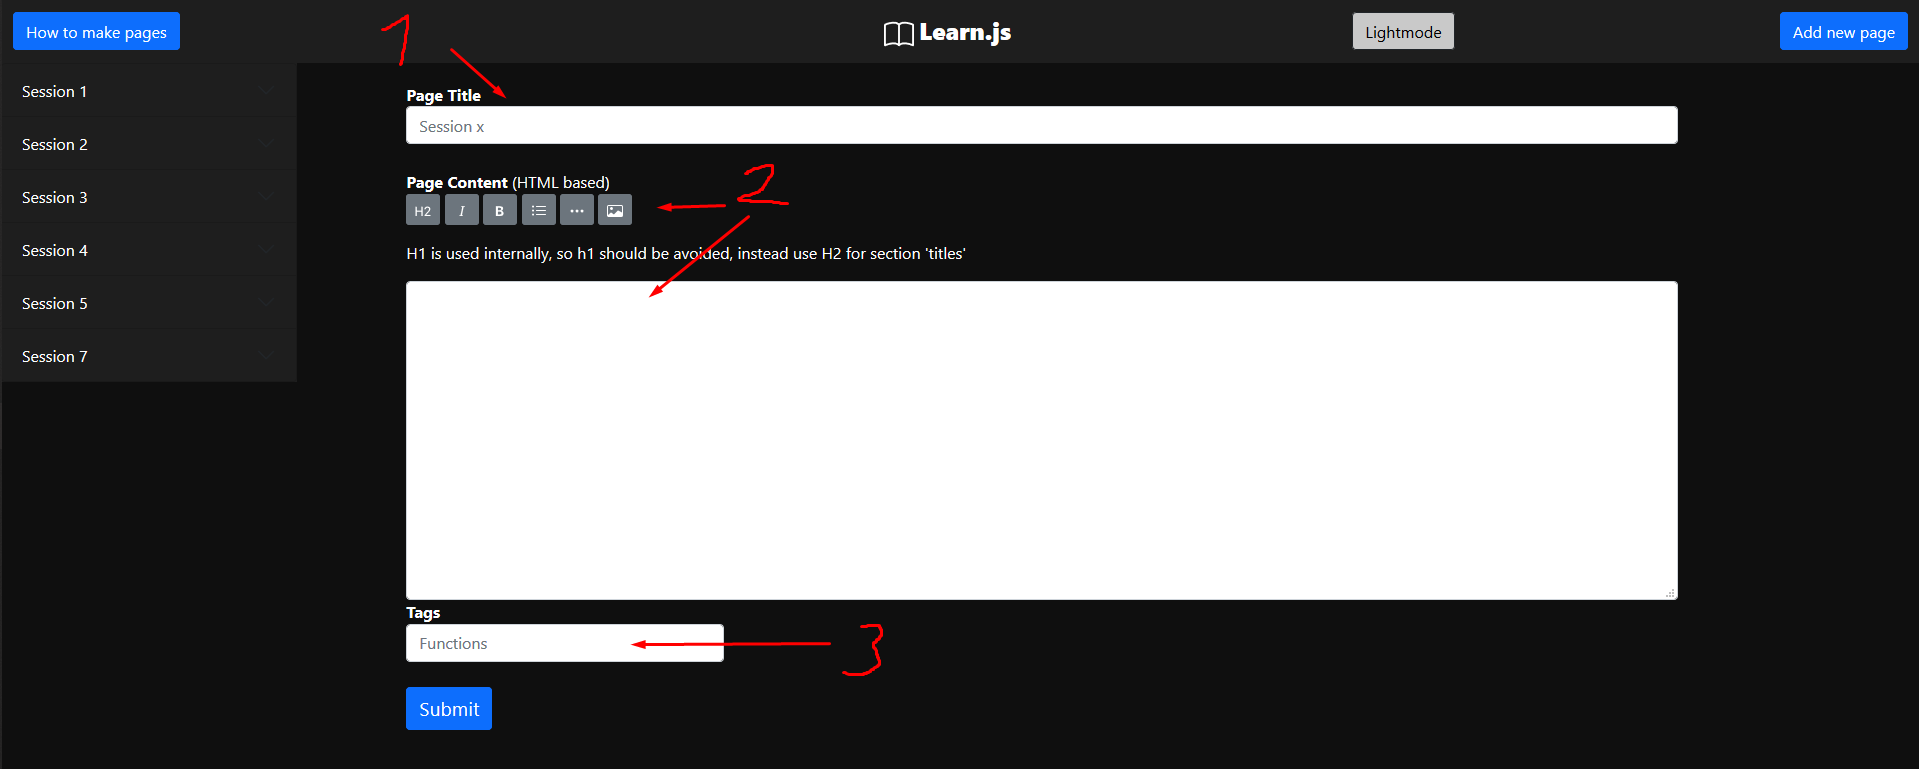 How to make pages
1
Learn.js
Lightmode
Add new page
Session 1
Session 2
Session 3
Session 4
Session 5
Session 7
Page Title
Session x
2
Page Content (HTML based)
H2 I B
H1 is used internally, so h1 should be avoided, instead use H2 for section 'titles'
Tags
Functions
3
Submit